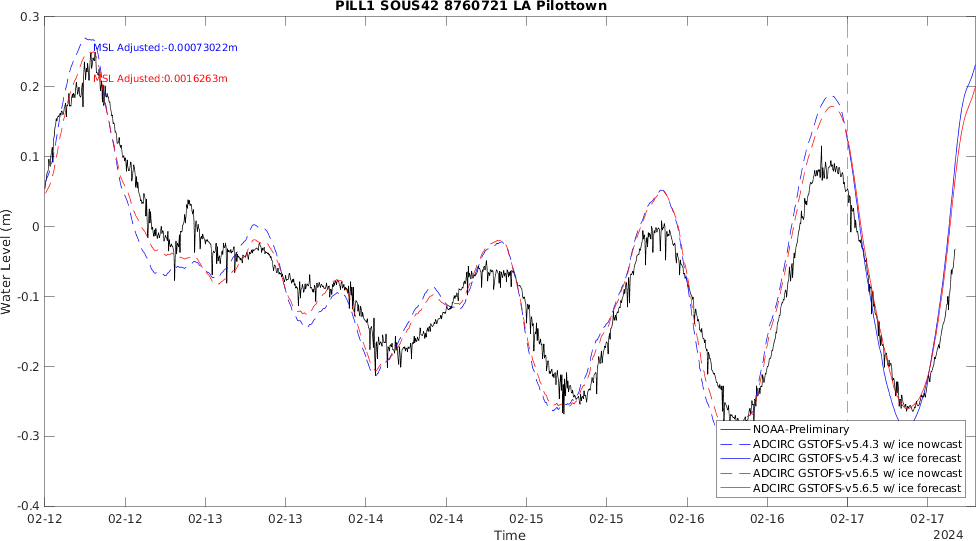 PILL1 SOUS42 8760721 LA Pilottown
0.3
MSL Adjusted:-0.00073022m
MSL Adjusted:0.0016263m
0.2
0.1
0
-0.1
-0.2
-0.3
-0.4
Water Level (m)
NOAA-Preliminary
ADCIRC GSTOFS-v5.4.3 w/ ice nowcast
ADCIRC GSTOFS-v5.4.3 w/ ice forecast
ADCIRC GSTOFS-v5.6.5 w/ ice nowcast
ADCIRC GSTOFS-v5.6.5 w/ ice forecast
02-12 02-12 02-13 02-13 02-14 02-14 02-15 02-15 02-16 02-16 02-17 02-17
Time
2024